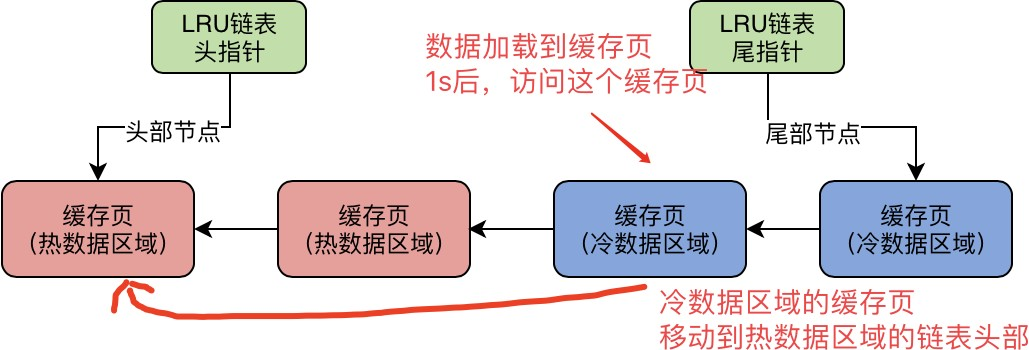 LRU链表
头指针
LRU链表
尾指针
数据加载到缓存页
1s后，访问这个缓存页
头部节点
尾部节点
缓存页
（热数据区域）
缓存页
（热数据区域）
缓存页
（冷数据区域）
缓存页
（冷数据区域）
冷数据区域的缓存页
移动到热数据区域的链表头部